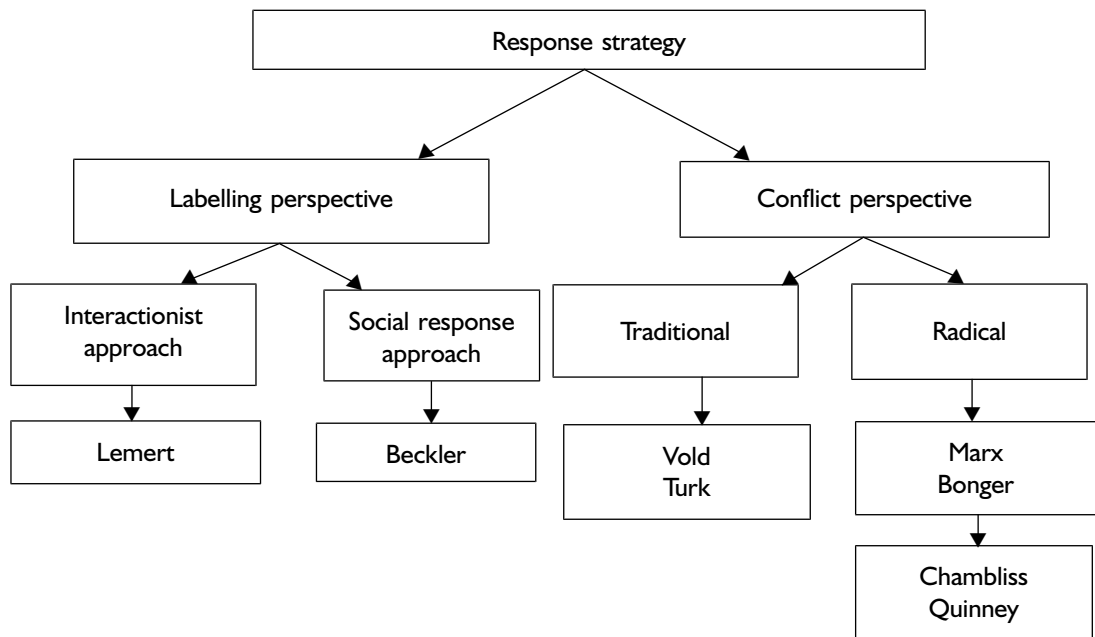 Response strategy
Labelling perspective
Conflict perspective
Interactionist
approach
Social response
approach
Traditional
Radical
Lemert
Beckler
Vold
Turk
Marx
Bonger
Chambliss
Quinney